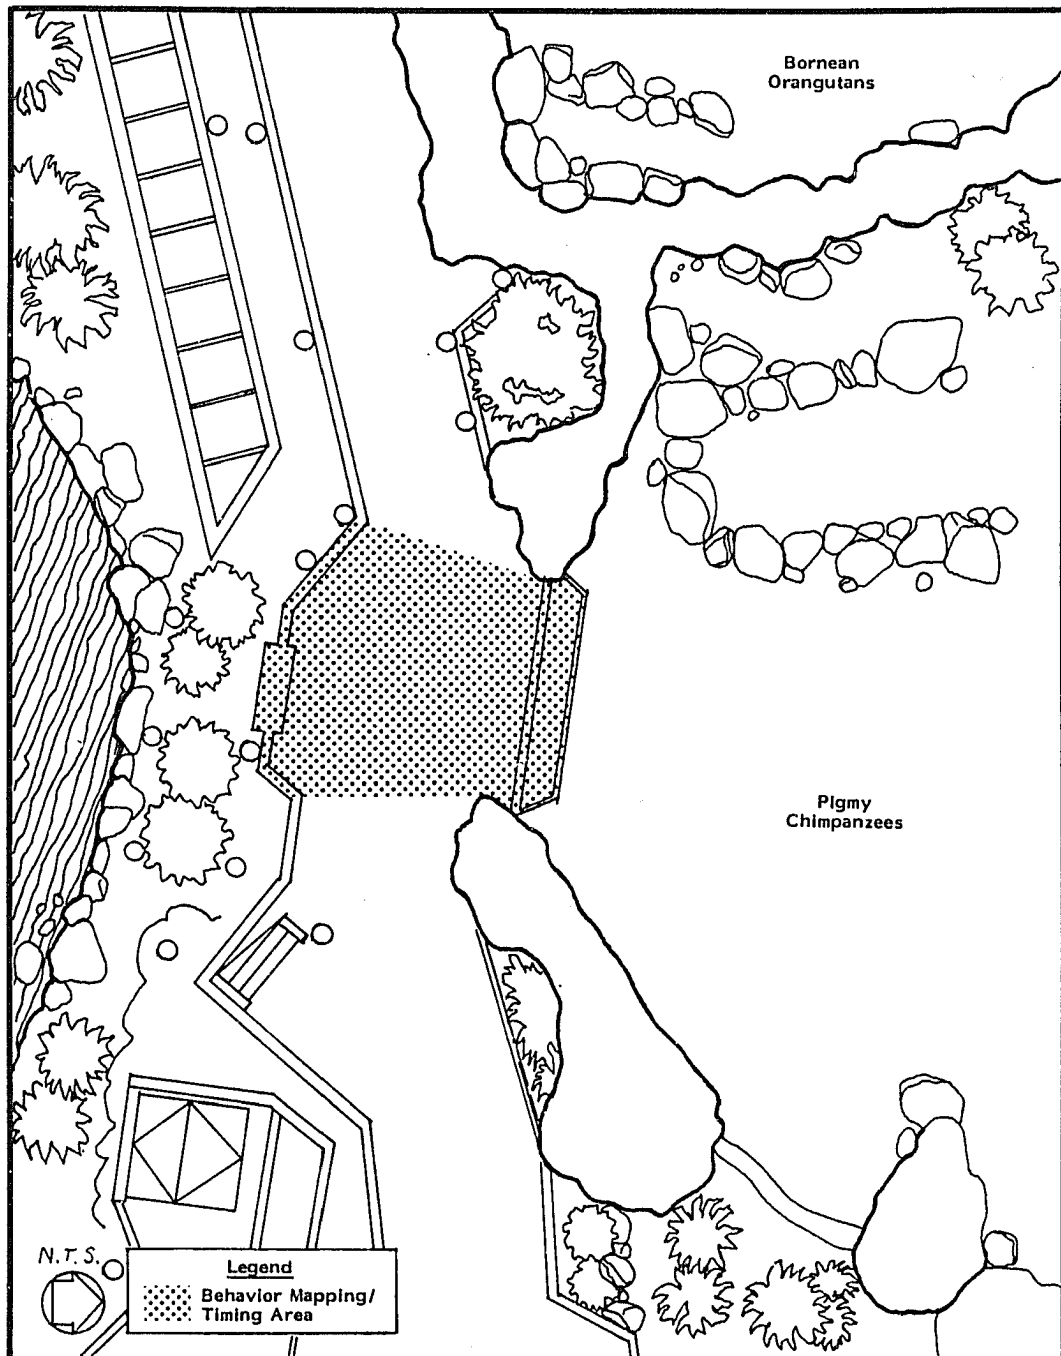 Bornean
Orangutans
Pigmy
Chimpanzees
N.T.S.
Legend
Behavior Mapping/
Timing Area